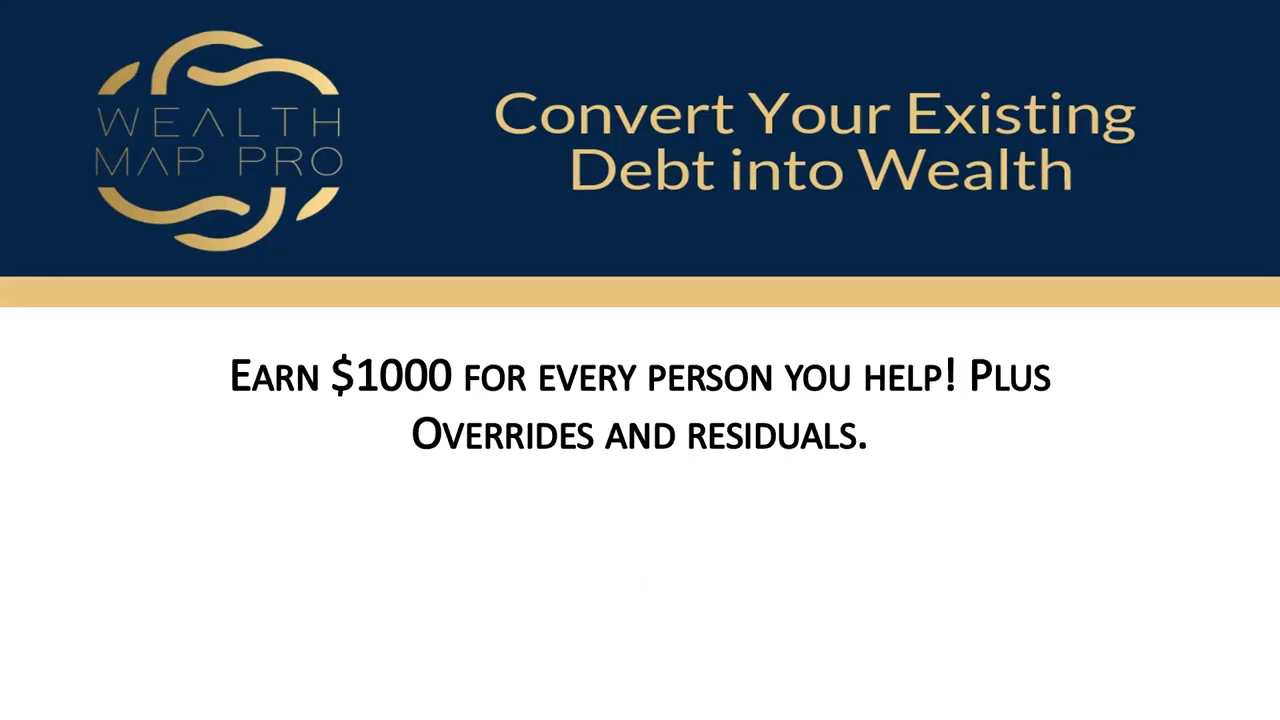 WEALTH
MAP PRO
Convert Your Existing
Debt into Wealth
EARN $1000 FOR EVERY PERSON YOU HELP! PLUS
OVERRIDES AND RESIDUALS.